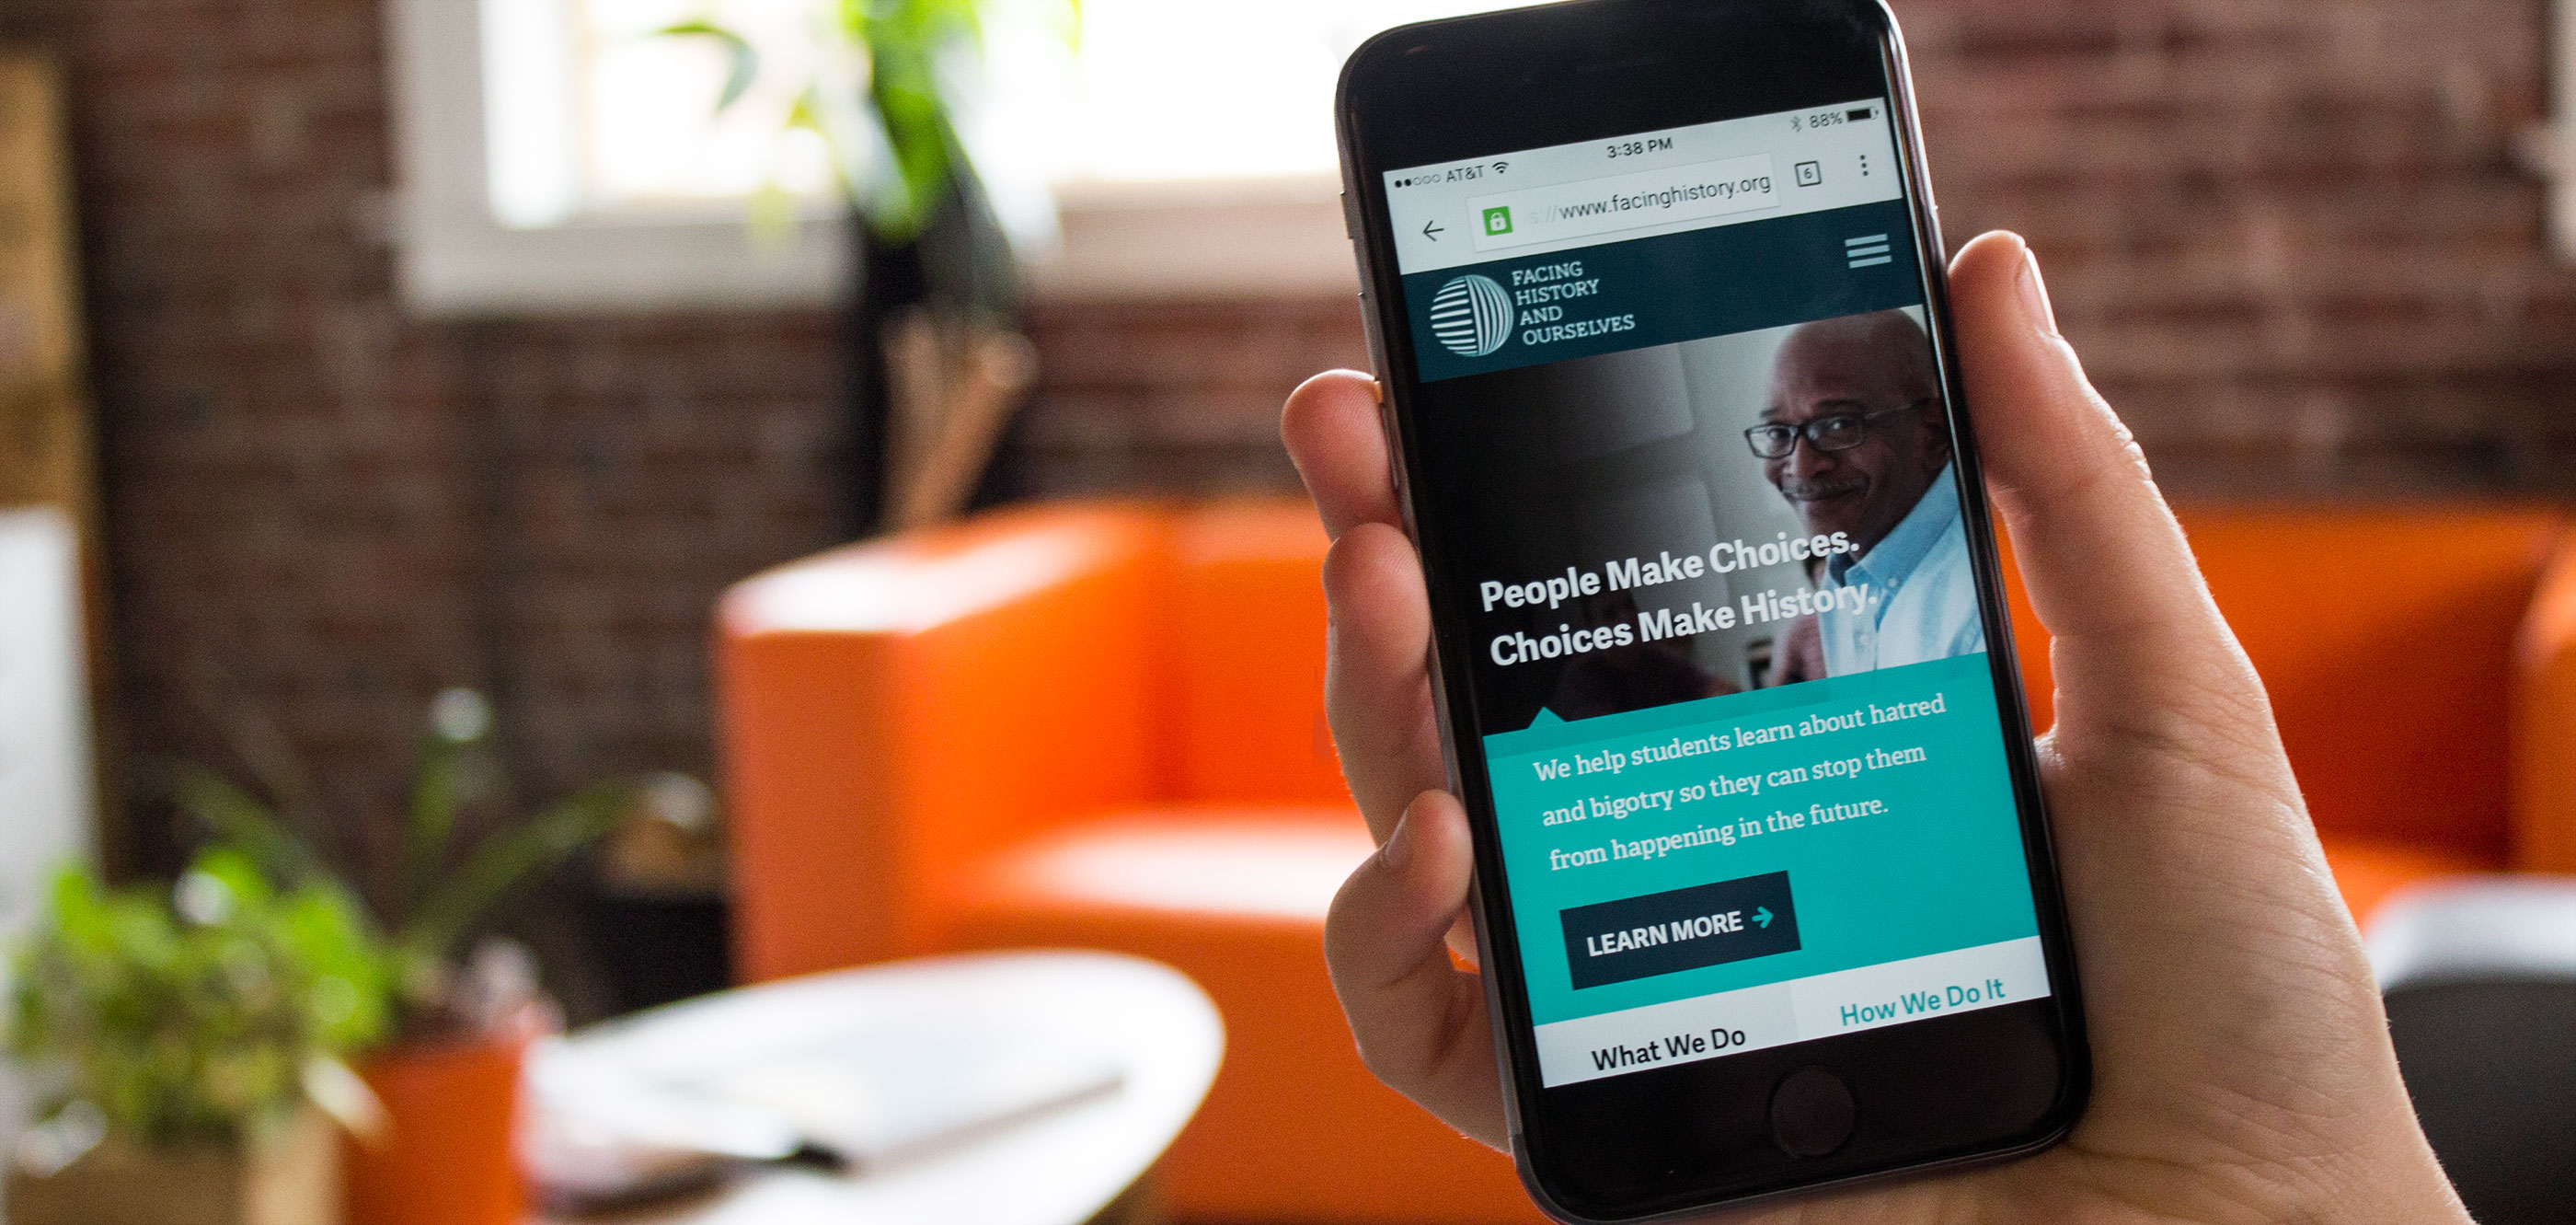 AT&T 3:38 PM 88%
s://www.facinghistory.org 6
FACING
HISTORY
AND
OURSELVES
People Make Choices.
Choices Make History.
We help students learn about hatred
and bigotry so they can stop them
from happening in the future.
LEARN MORE
What We Do How We Do It